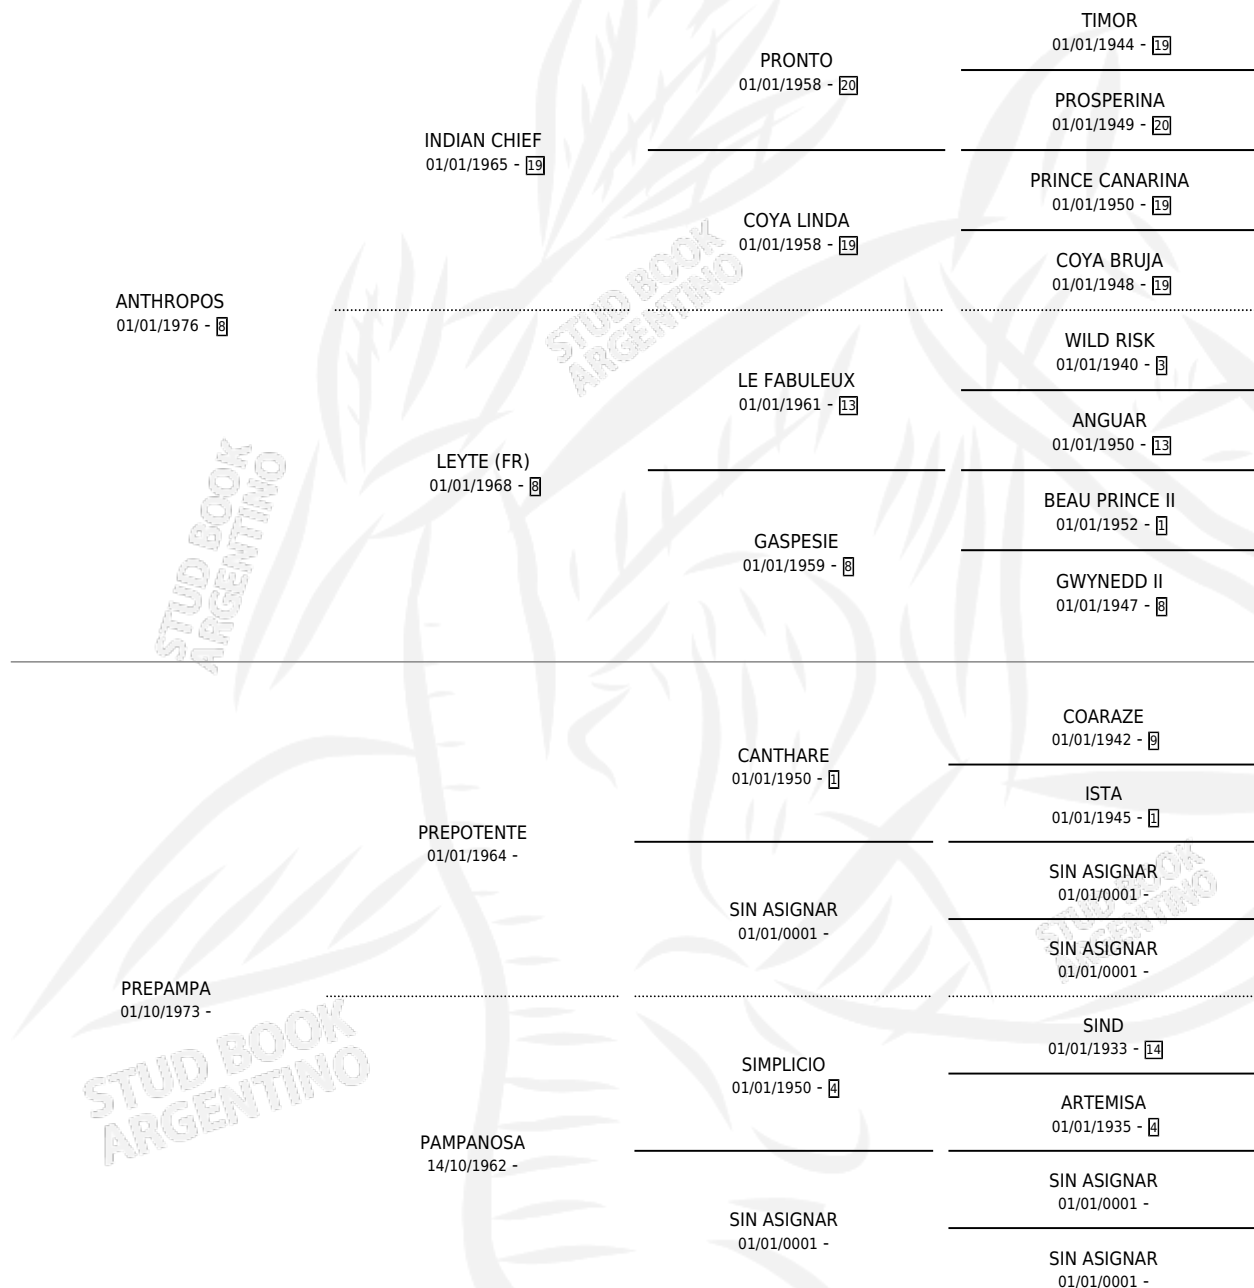 TIMOR
01/01/1944 - 19
PRONTO
01/01/1958 - 20
PROSPERINA
01/01/1949 - 20
INDIAN CHIEF
01/01/1965 - 19
PRINCE CANARINA
01/01/1950 - 19
COYA LINDA
01/01/1958 - 19
COYA BRUJA
01/01/1948 - 19
ANTHROPOS
01/01/1976 - 8
STUD BOOK
ARGENTINO
WILD RISK
01/01/1940 - 3
LE FABULEUX
01/01/1961 - 13
ANGUAR
01/01/1950 - 13
LEYTE (FR)
01/01/1968 - 8
BEAU PRINCE II
01/01/1952 - 1
GASPESIE
01/01/1959 - 8
GWYNEDD II
01/01/1947 - 8
STUD BOOK
ARGENTINO
COARAZE
01/01/1942 - 9
CANTHARE
01/01/1950 - 1
ISTA
01/01/1945 - 1
PREPOTENTE
01/01/1964 -
SIN ASIGNAR
01/01/0001 -
SIN ASIGNAR
01/01/0001 -
SIN ASIGNAR
01/01/0001 -
STUD BOOK
ARGENTINO
PREPAMPA
01/10/1973 -
STUD BOOK
ARGENTINO
SIND
01/01/1933 - 14
SIMPLICIO
01/01/1950 - 4
ARTEMISA
01/01/1935 - 4
PAMPANOSA
14/10/1962 -
SIN ASIGNAR
01/01/0001 -
SIN ASIGNAR
01/01/0001 -
SIN ASIGNAR
01/01/0001 -